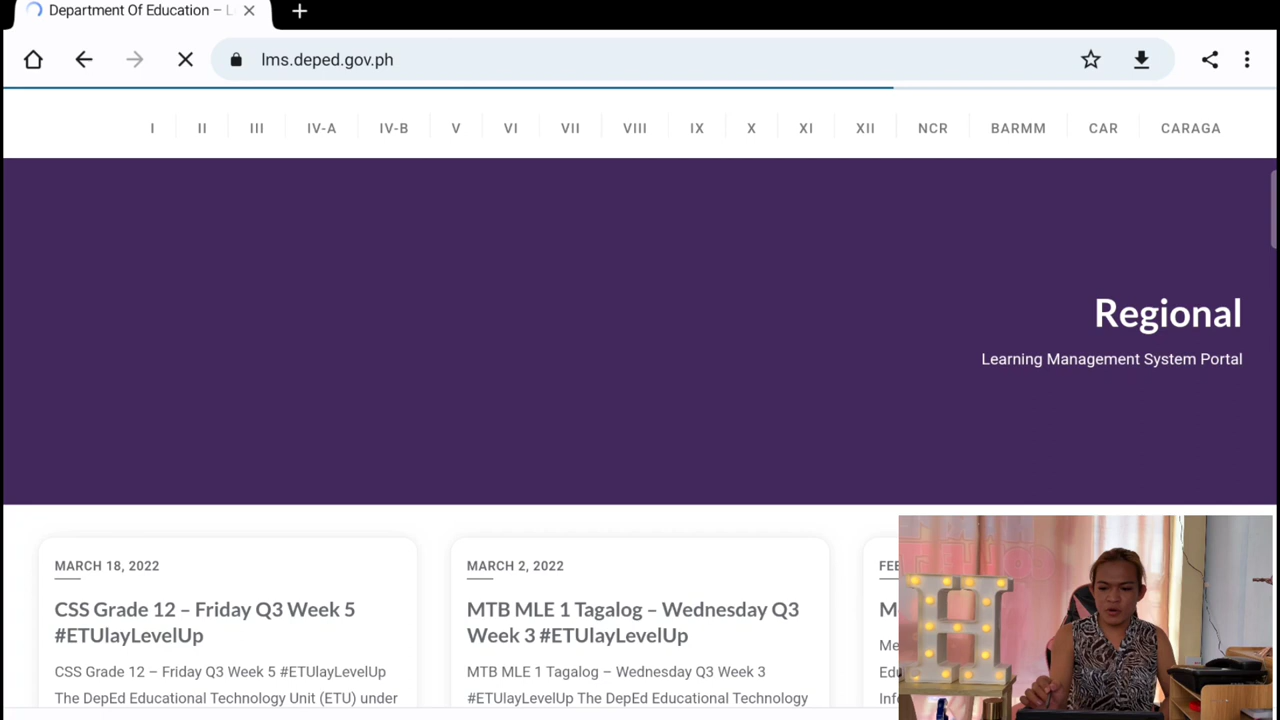 Department Of Education – L
lms.deped.gov.ph
I II III IV-A IV-B V VI VII VIII IX X XI XII NCR BARMM CAR CARAGA
Regional
Learning Management System Portal
MARCH 18, 2022
CSS Grade 12 – Friday Q3 Week 5
#ETUlayLevelUp
CSS Grade 12 – Friday Q3 Week 5 #ETUlayLevelUp
The DepEd Educational Technology Unit (ETU) under
MARCH 2, 2022
MTB MLE 1 Tagalog – Wednesday Q3
Week 3 #ETUlayLevelUp
MTB MLE 1 Tagalog – Wednesday Q3 Week 3
#ETUlayLevelUp The DepEd Educational Technology
FE
M
Me
Edu
Info
H